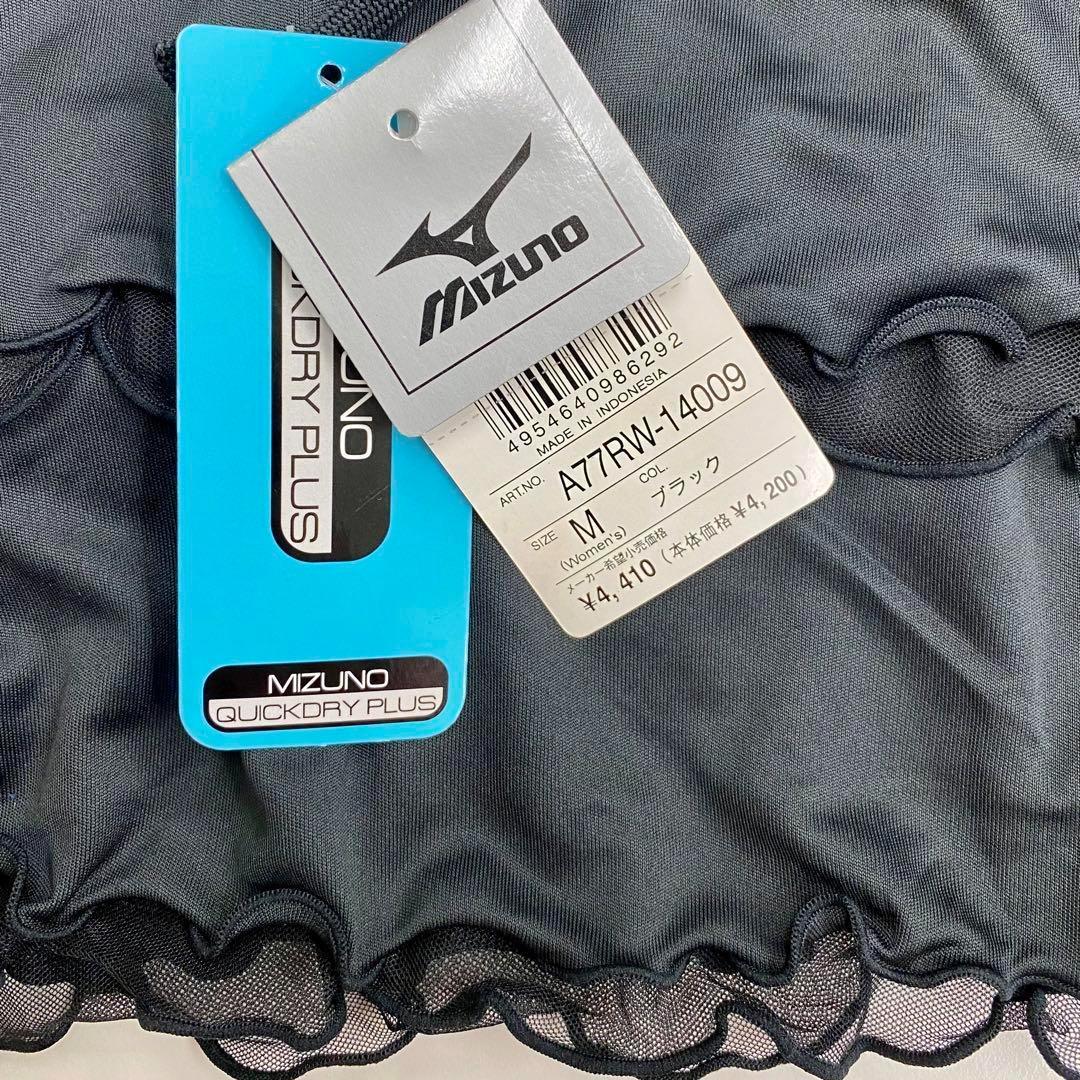 MIZUNO
4954640986292
MADE IN INDONESIA
ART.NO. A77RW-14009
SIZE M COL. ブラック
(Women's)
メーカー希望小売価格
¥4,410 (本体価格 ¥4,200)
PLUS
MIZUNO
QUICKDRY PLUS